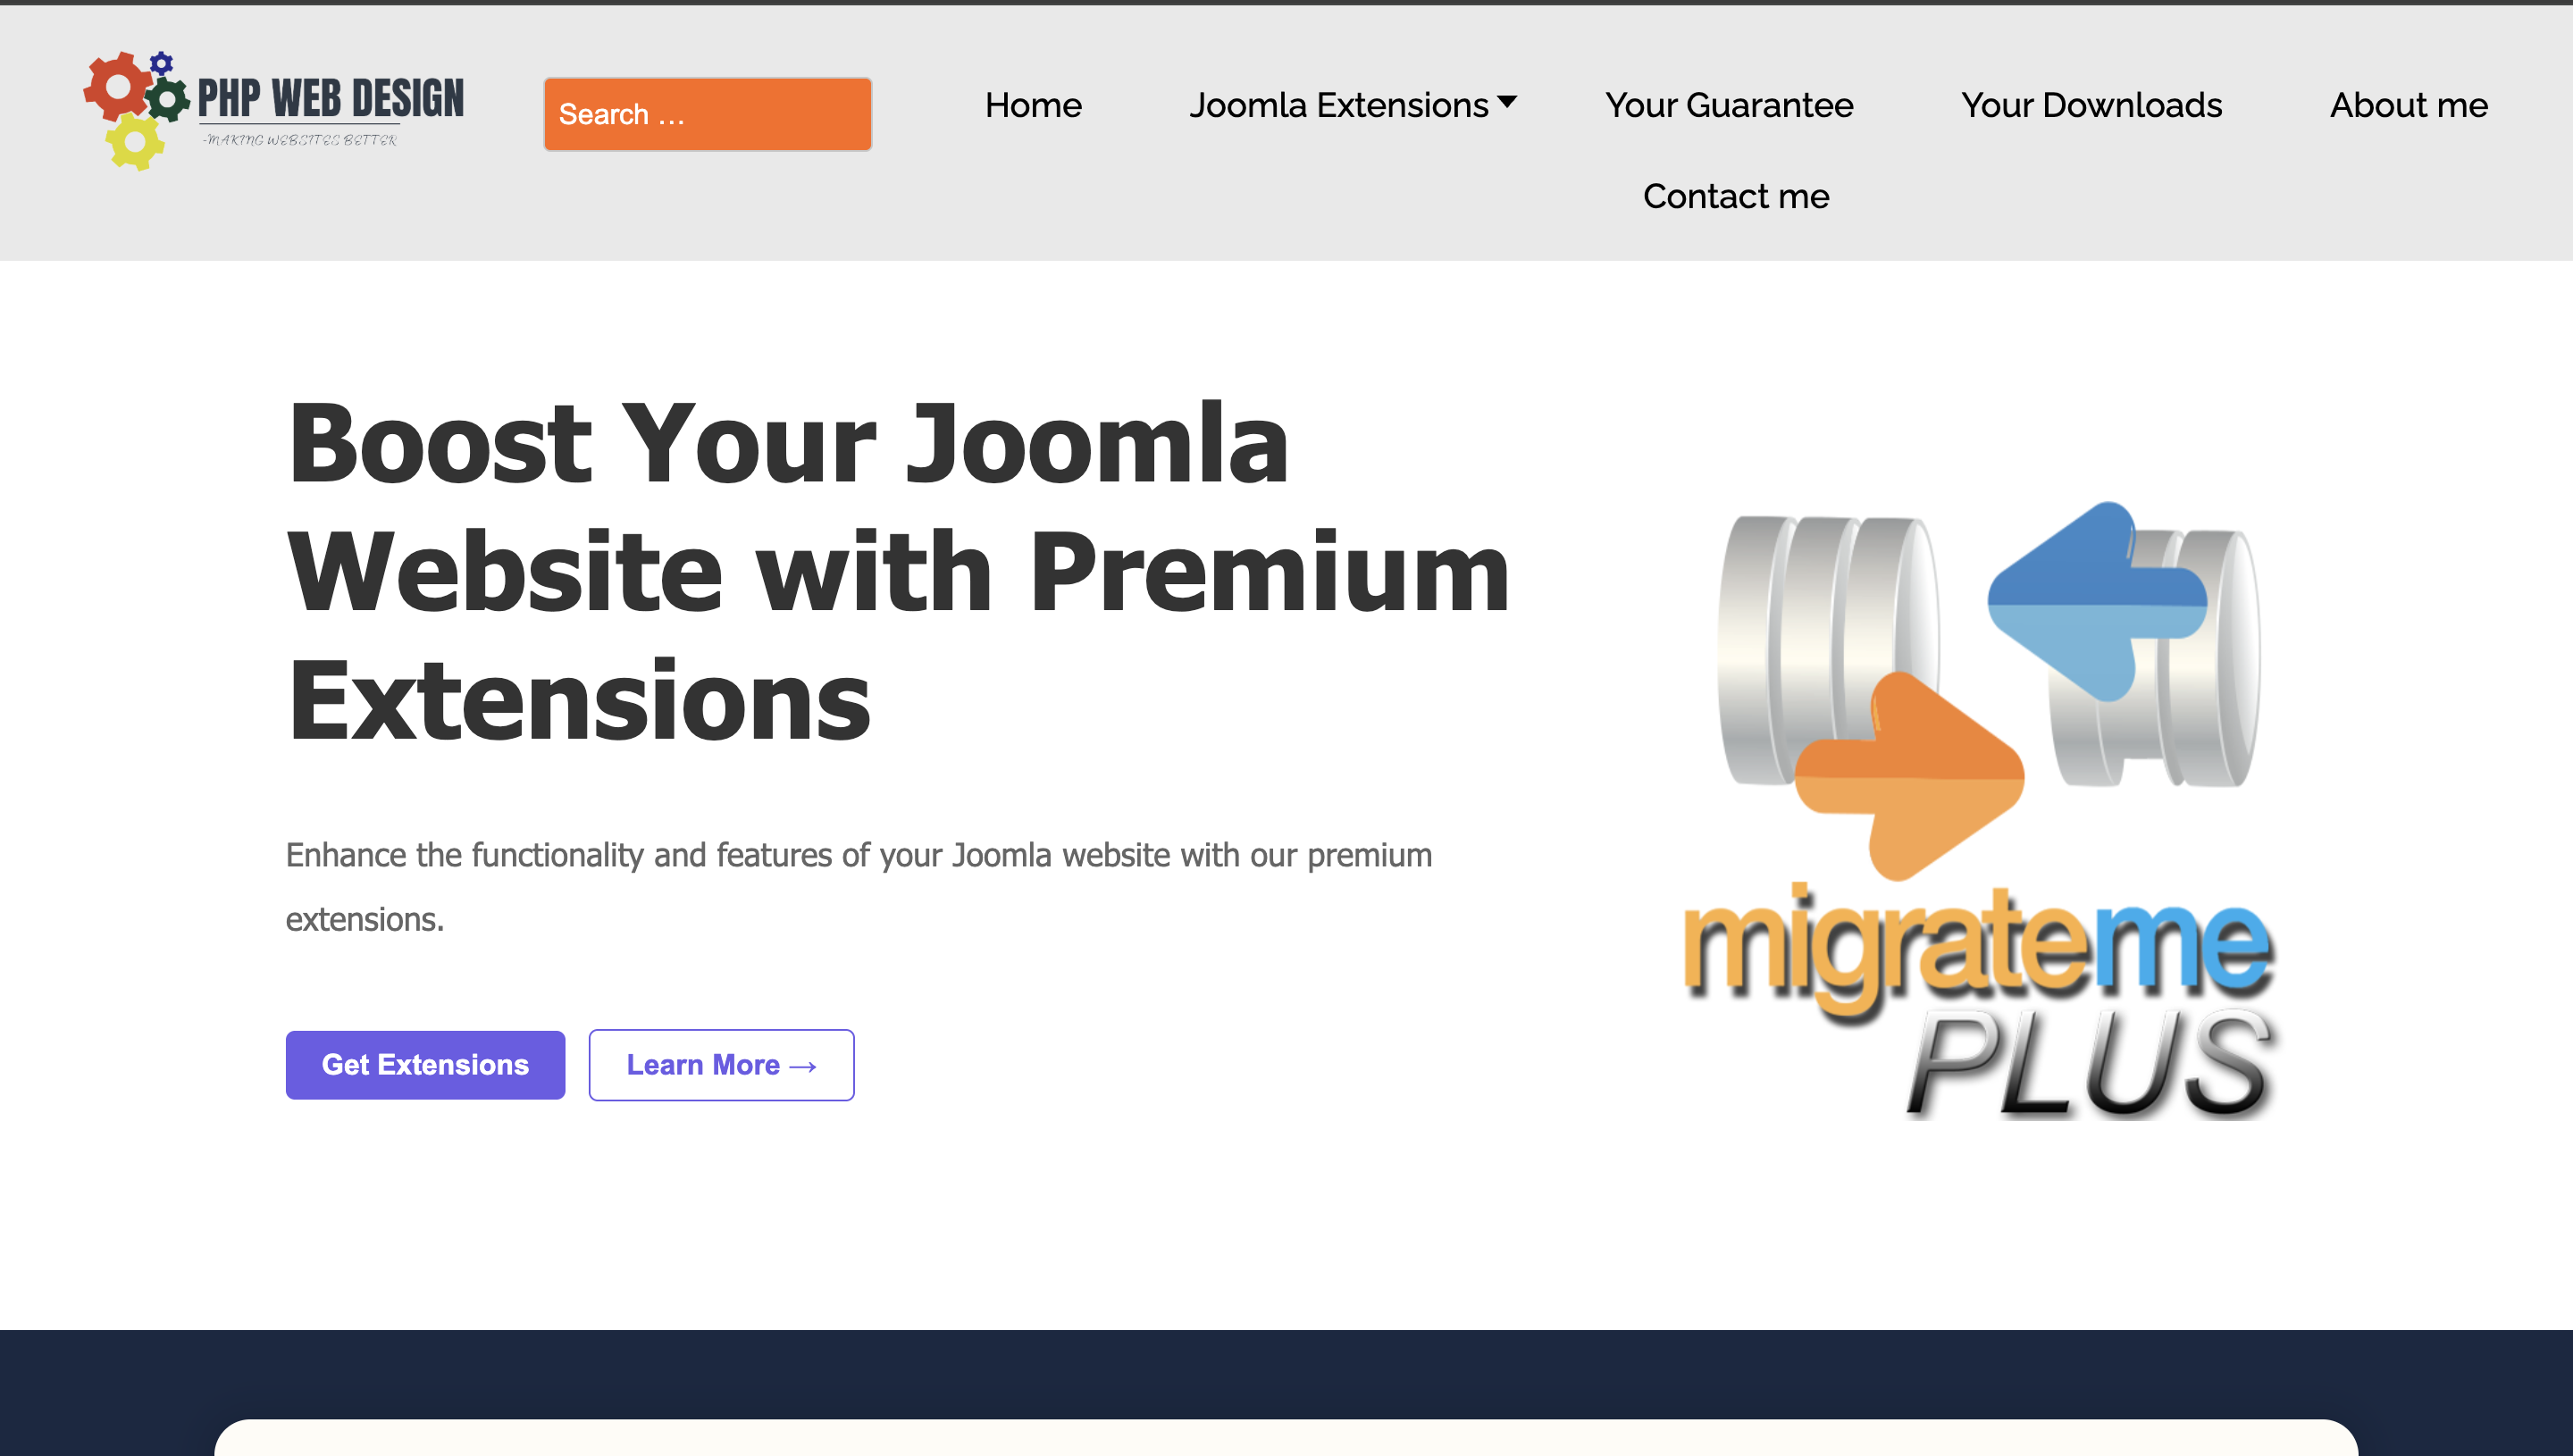 PHP WEB DESIGN
-MAKING WEBSITES BETTER
Search ...
Home
Joomla Extensions
Your Guarantee
Your Downloads
About me
Contact me
Boost Your Joomla
Website with Premium
Extensions
Enhance the functionality and features of your Joomla website with our premium
extensions.
Get Extensions
Learn More →
migrateme
PLUS